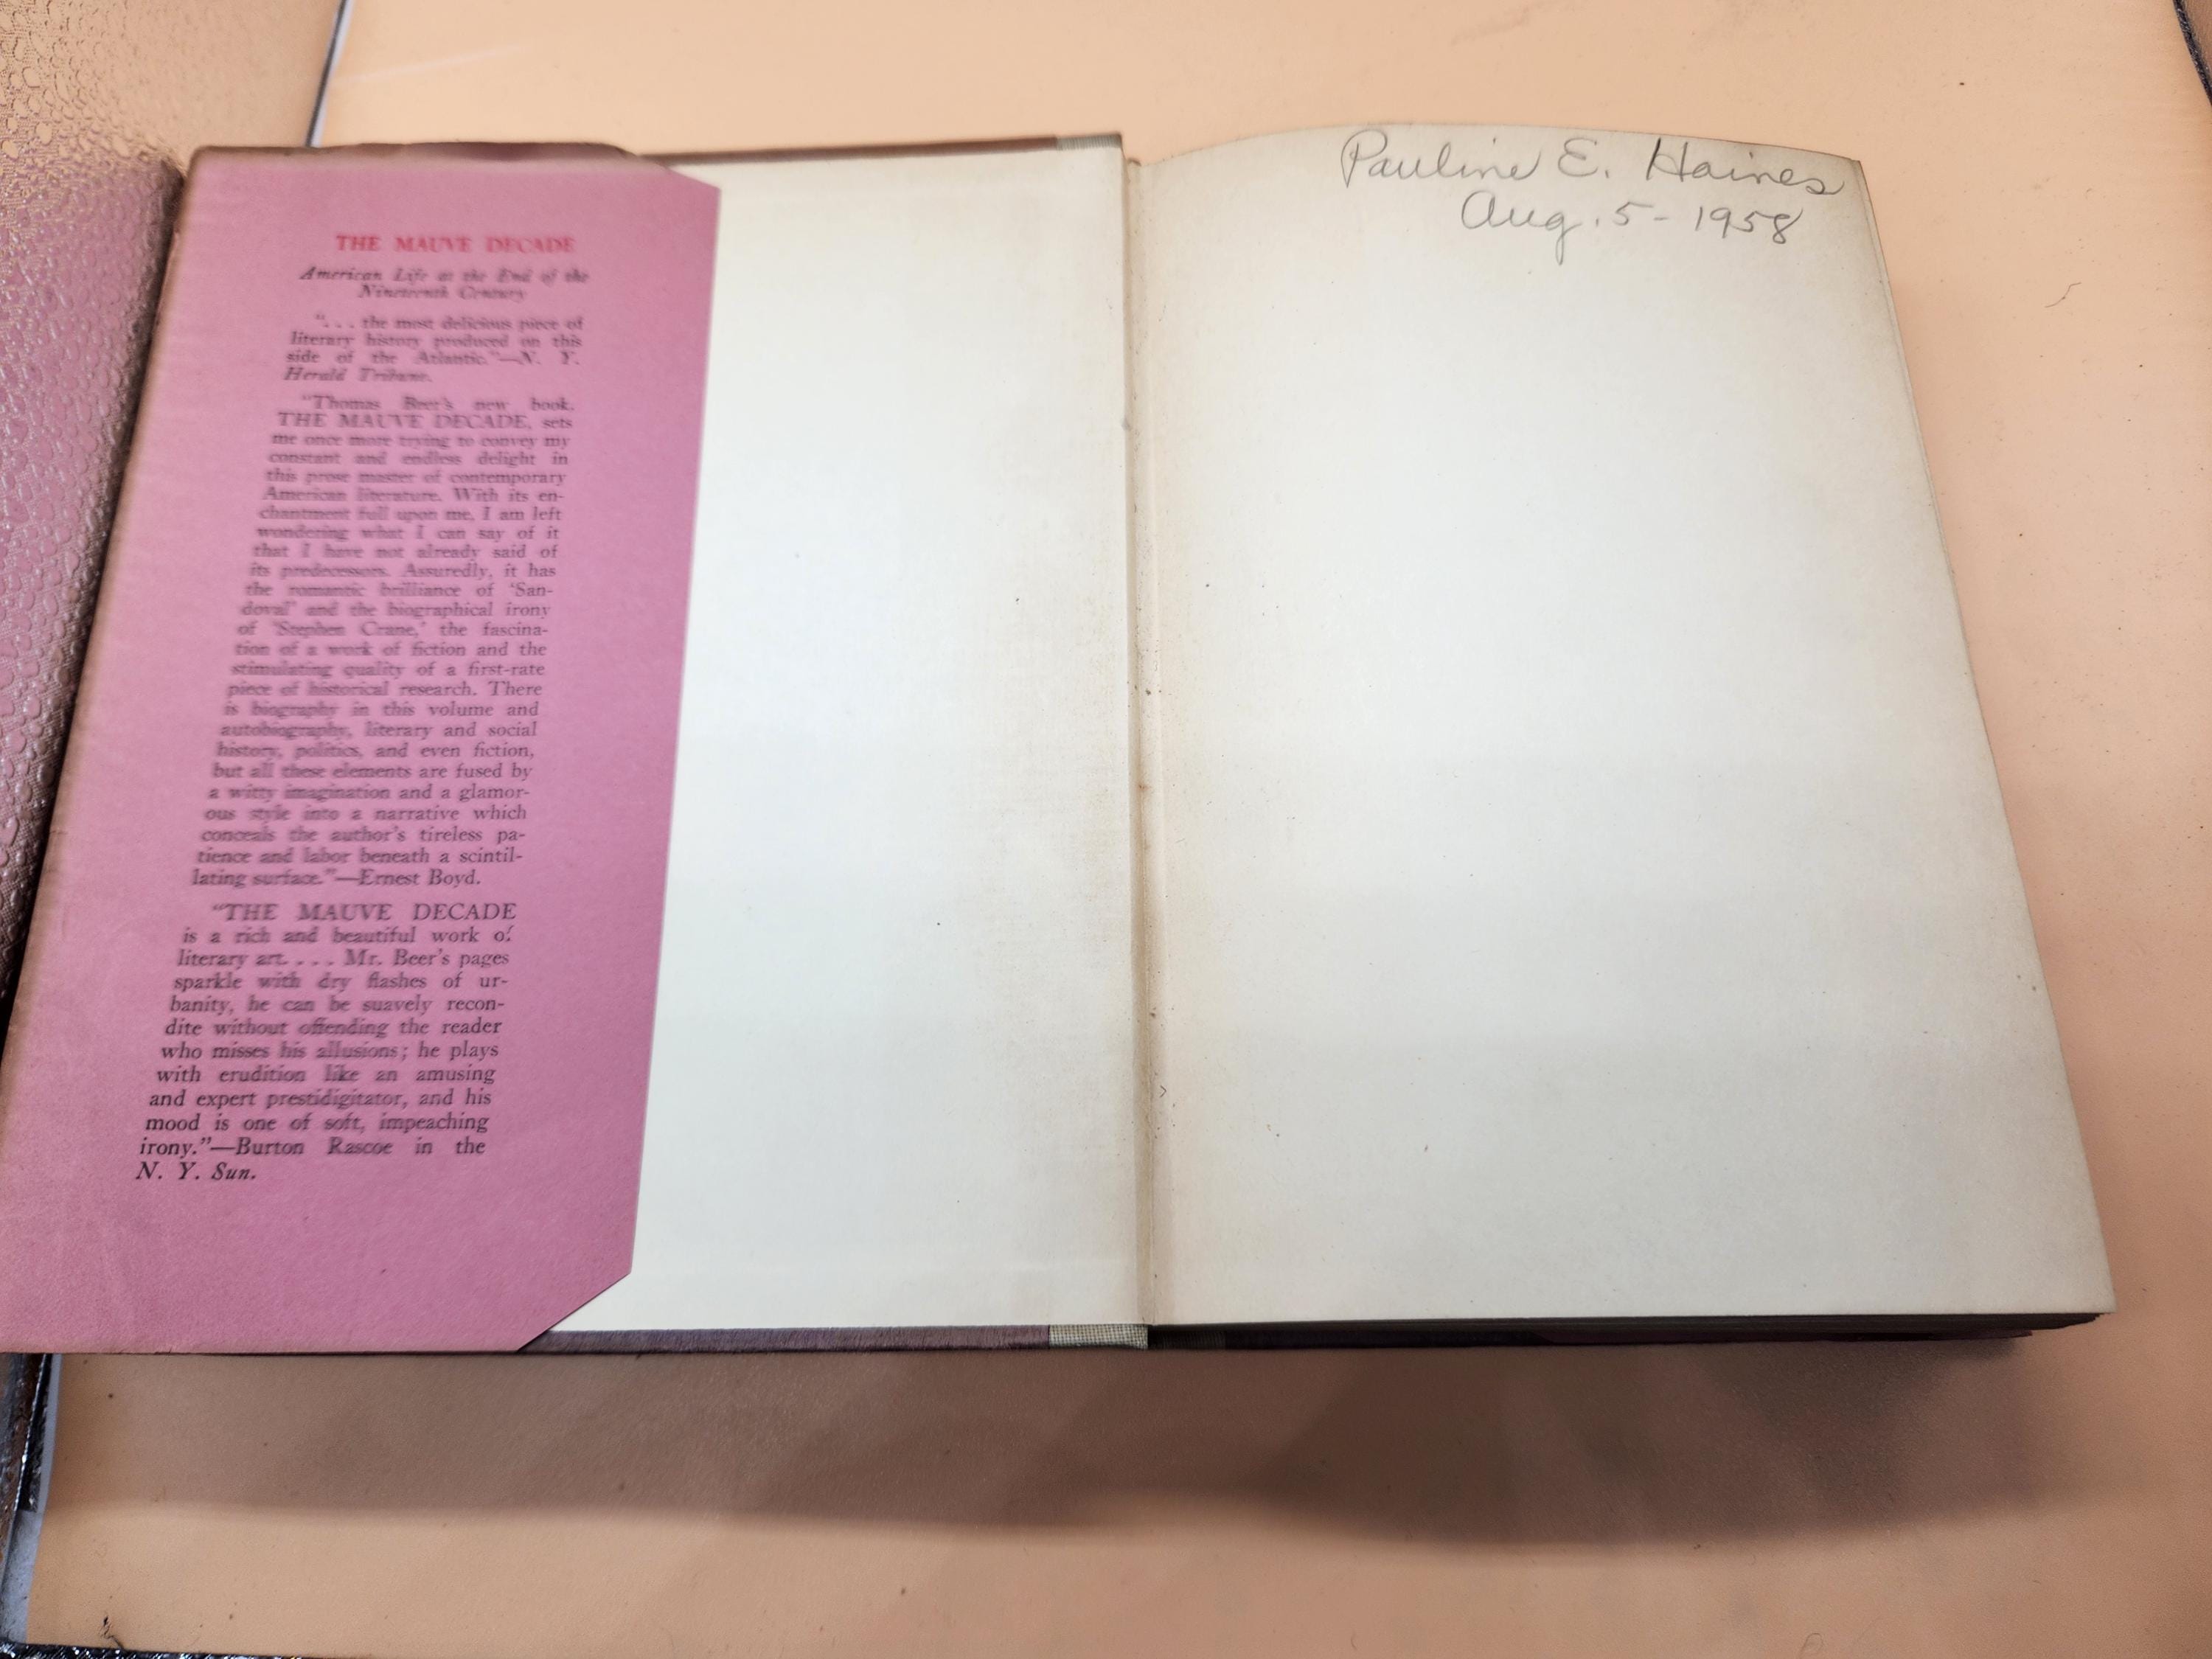 THE MAUVE DECADE
American Life at the End of the
Nineteenth Century
". . . the most delicious piece of
literary history produced on this
side of the Atlantic."—N. Y.
Herald Tribune.
"Thomas Beer's new book,
THE MAUVE DECADE, sets
me once more trying to convey my
constant and endless delight in
this prose master of contemporary
American literature. With its en-
chantment full upon me, I am left
wondering what I can say of it
that I have not already said of
its predecessors. Assuredly, it has
the romantic brilliance of 'San-
doval' and the biographical irony
of 'Stephen Crane,' the fascina-
tion of a work of fiction and the
stimulating quality of a first-rate
piece of historical research. There
is biography in this volume and
autobiography, literary and social
history, politics, and even fiction,
but all these elements are fused by
a witty imagination and a glamor-
ous style into a narrative which
conceals the author's tireless pa-
tience and labor beneath a scintil-
lating surface."—Ernest Boyd.
"THE MAUVE DECADE
is a rich and beautiful work of
literary art. . . . Mr. Beer's pages
sparkle with dry flashes of ur-
banity, he can be suavely recon-
dite without offending the reader
who misses his allusions; he plays
with erudition like an amusing
and expert prestidigitator, and his
mood is one of soft, impeaching
irony."—Burton Rascoe in the
N. Y. Sun.
Pauline E. Haines
Aug. 5 - 1958